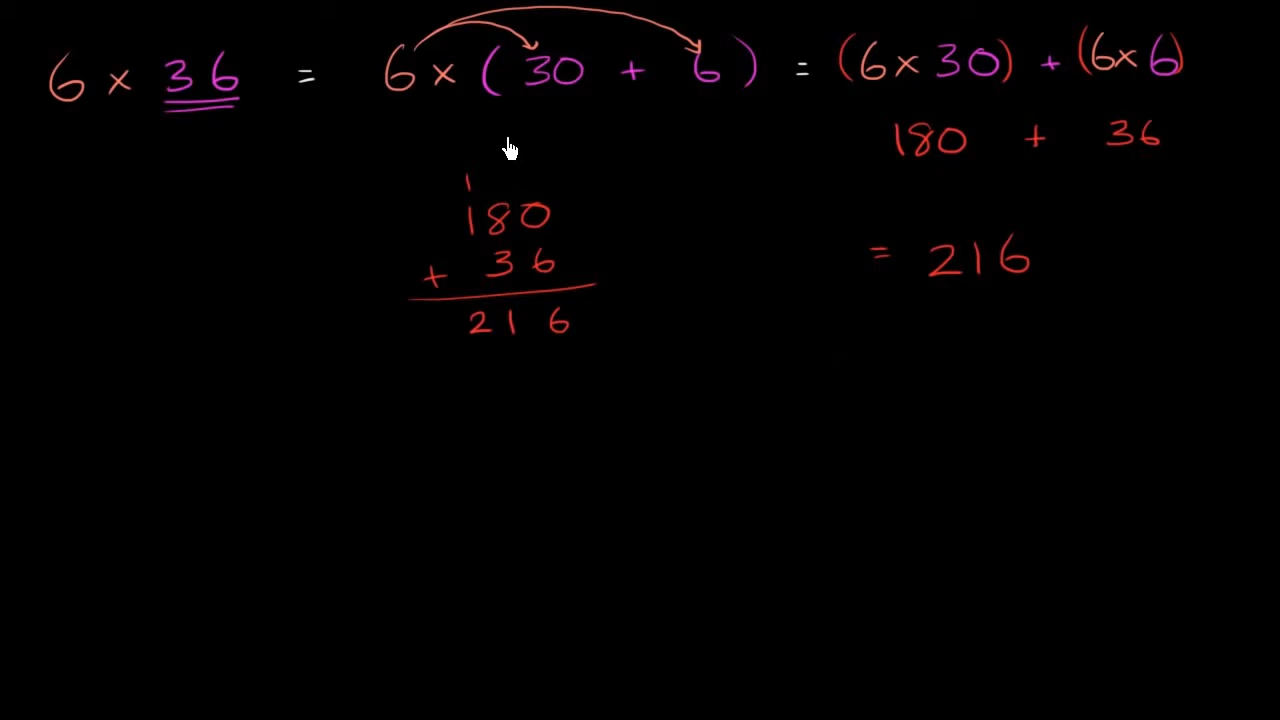 6 × 36 = 6 × (30 + 6) = (6 × 30) + (6 × 6)
180 + 36
1
180
+ 36
216
= 216